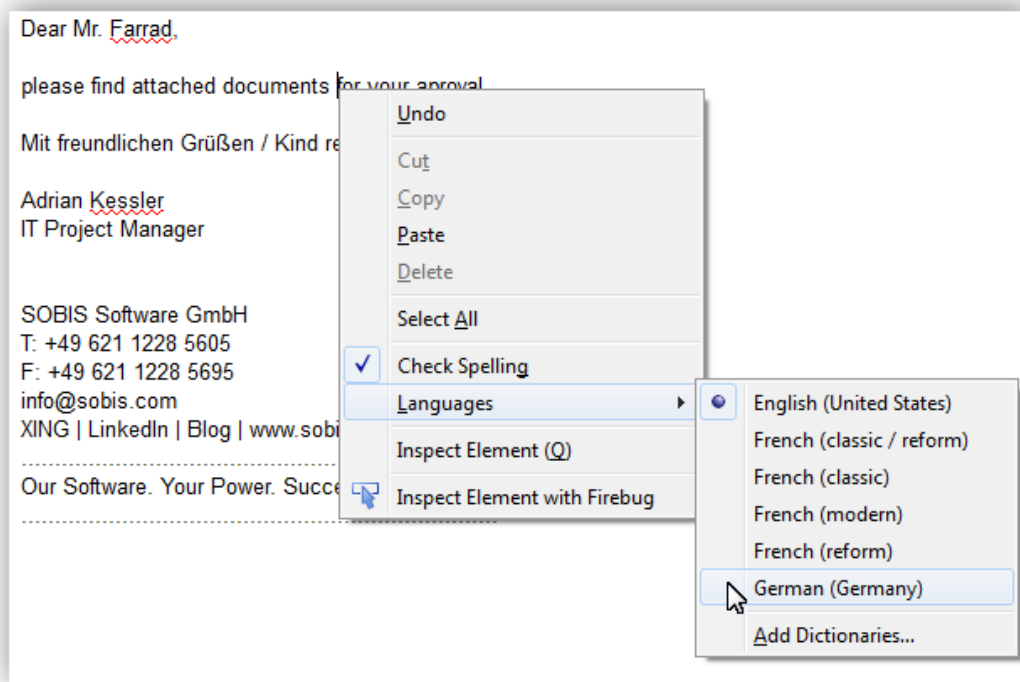 Dear Mr. Farrad,
please find attached documents for your aproval
Mit freundlichen Grüßen / Kind re
Adrian Kessler
IT Project Manager
SOBIS Software GmbH
T: +49 621 1228 5605
F: +49 621 1228 5695
info@sobis.com
XING | LinkedIn | Blog | www.sobi
Our Software. Your Power. Succe
Undo
Cut
Copy
Paste
Delete
Select All
Check Spelling
Languages
Inspect Element (Q)
Inspect Element with Firebug
English (United States)
French (classic / reform)
French (classic)
French (modern)
French (reform)
German (Germany)
Add Dictionaries...